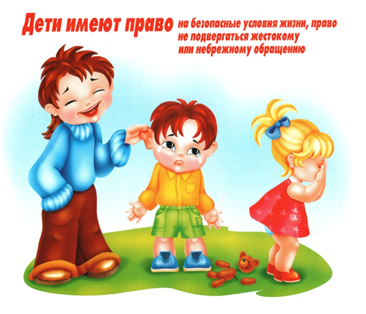 Дети имеют право на безопасные условия жизни, право
не подвергаться жестокому
или небрежному обращению